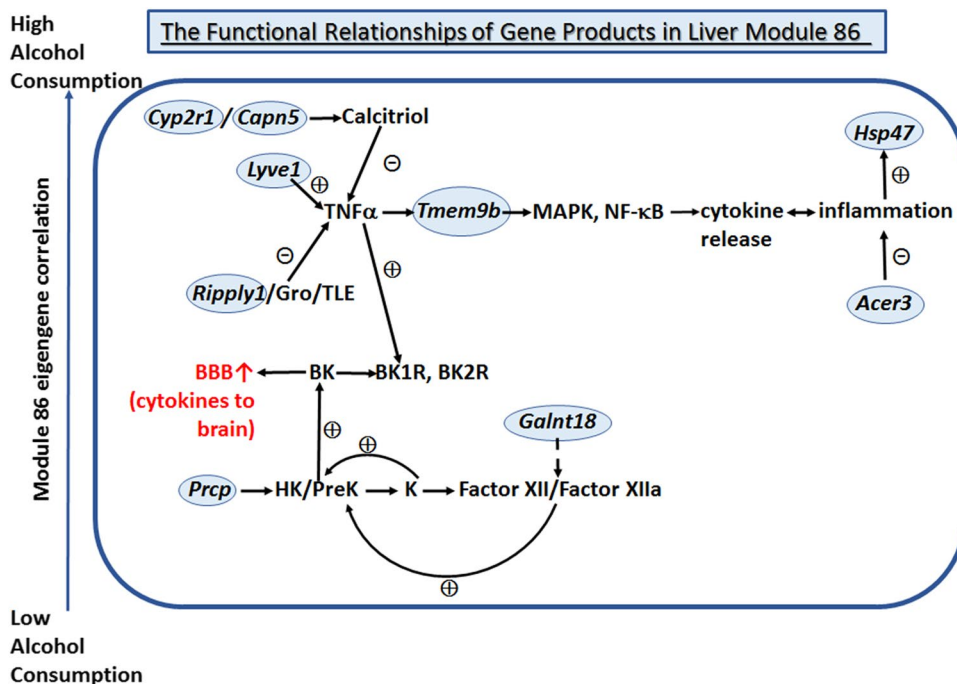 The Functional Relationships of Gene Products in Liver Module 86
High
Alcohol
Consumption
Module 86 eigengene correlation
Low
Alcohol
Consumption
Cyp2r1 / Capn5 Calcitriol
⊖
Lyve1
⊕
TNFα Tmem9b MAPK, NF-κB cytokine
release
inflammation
Hsp47
⊕
⊖
Acer3
⊖
Ripply1/Gro/TLE
⊕
BBB↑
(cytokines to
brain)
BK BK1R, BK2R
⊕
Galnt18
⊕
Prcp HK/PreK K Factor XII/Factor XIIa
⊕